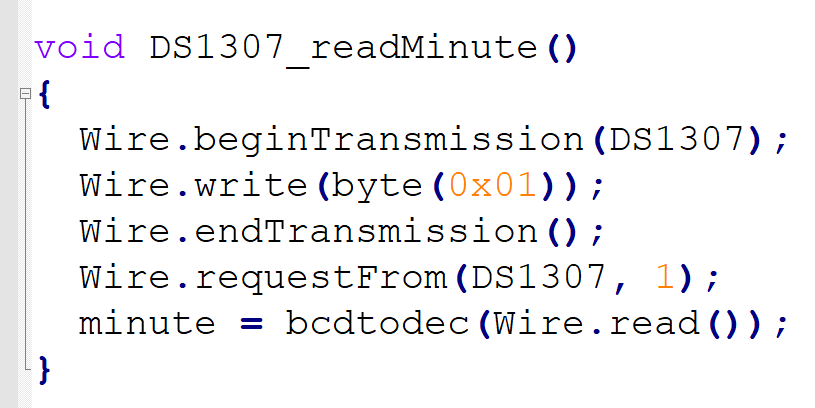 void DS1307_readMinute()
{
  Wire.beginTransmission(DS1307);
  Wire.write(byte(0x01));
  Wire.endTransmission();
  Wire.requestFrom(DS1307, 1);
  minute = bcdtodec(Wire.read());
}